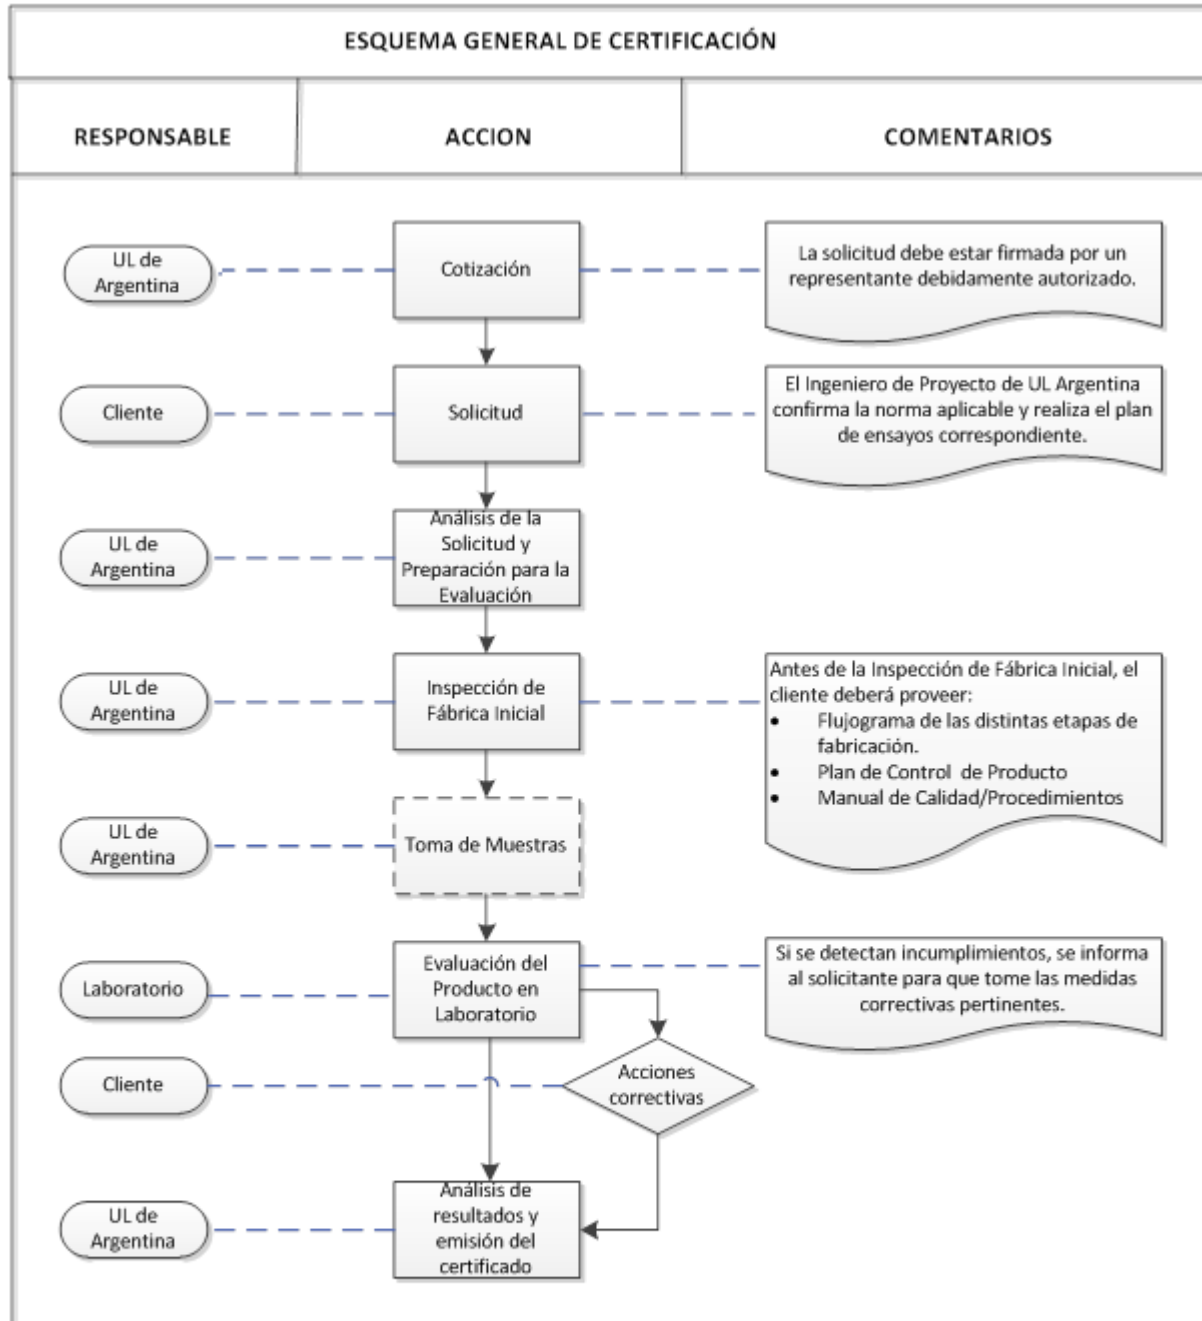 ESQUEMA GENERAL DE CERTIFICACIÓN
RESPONSABLE
ACCION
COMENTARIOS
UL de
Argentina
Cotización
La solicitud debe estar firmada por un
representante debidamente autorizado.
Cliente
Solicitud
El Ingeniero de Proyecto de UL Argentina
confirma la norma aplicable y realiza el plan
de ensayos correspondiente.
UL de
Argentina
Análisis de la
Solicitud y
Preparación para la
Evaluación
UL de
Argentina
Inspección de
Fábrica Inicial
Antes de la Inspección de Fábrica Inicial, el
cliente deberá proveer:
• Flujograma de las distintas etapas de
fabricación.
• Plan de Control de Producto
• Manual de Calidad/Procedimientos
UL de
Argentina
Toma de Muestras
Laboratorio
Evaluación del
Producto en
Laboratorio
Si se detectan incumplimientos, se informa
al solicitante para que tome las medidas
correctivas pertinentes.
Cliente
Acciones
correctivas
UL de
Argentina
Análisis de
resultados y
emisión del
certificado